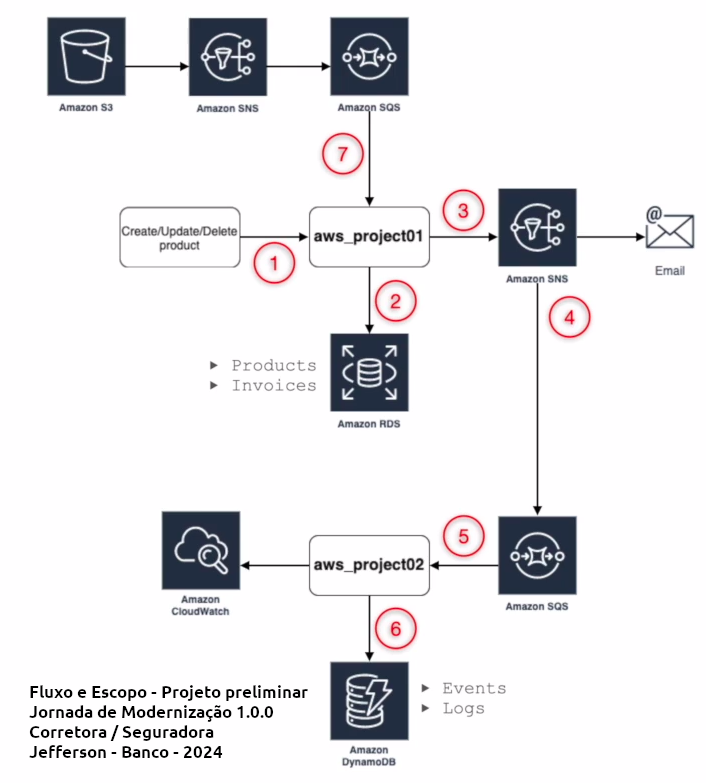 Amazon S3
Amazon SNS
Amazon SQS
7
Create/Update/Delete
product
1
aws_project01
3
Amazon SNS
@
Email
2
4
▸ Products
▸ Invoices
Amazon RDS
Amazon
CloudWatch
aws_project02
5
Amazon SQS
6
▸ Events
▸ Logs
Amazon
DynamoDB
Fluxo e Escopo - Projeto preliminar
Jornada de Modernização 1.0.0
Corretora / Seguradora
Jefferson - Banco - 2024